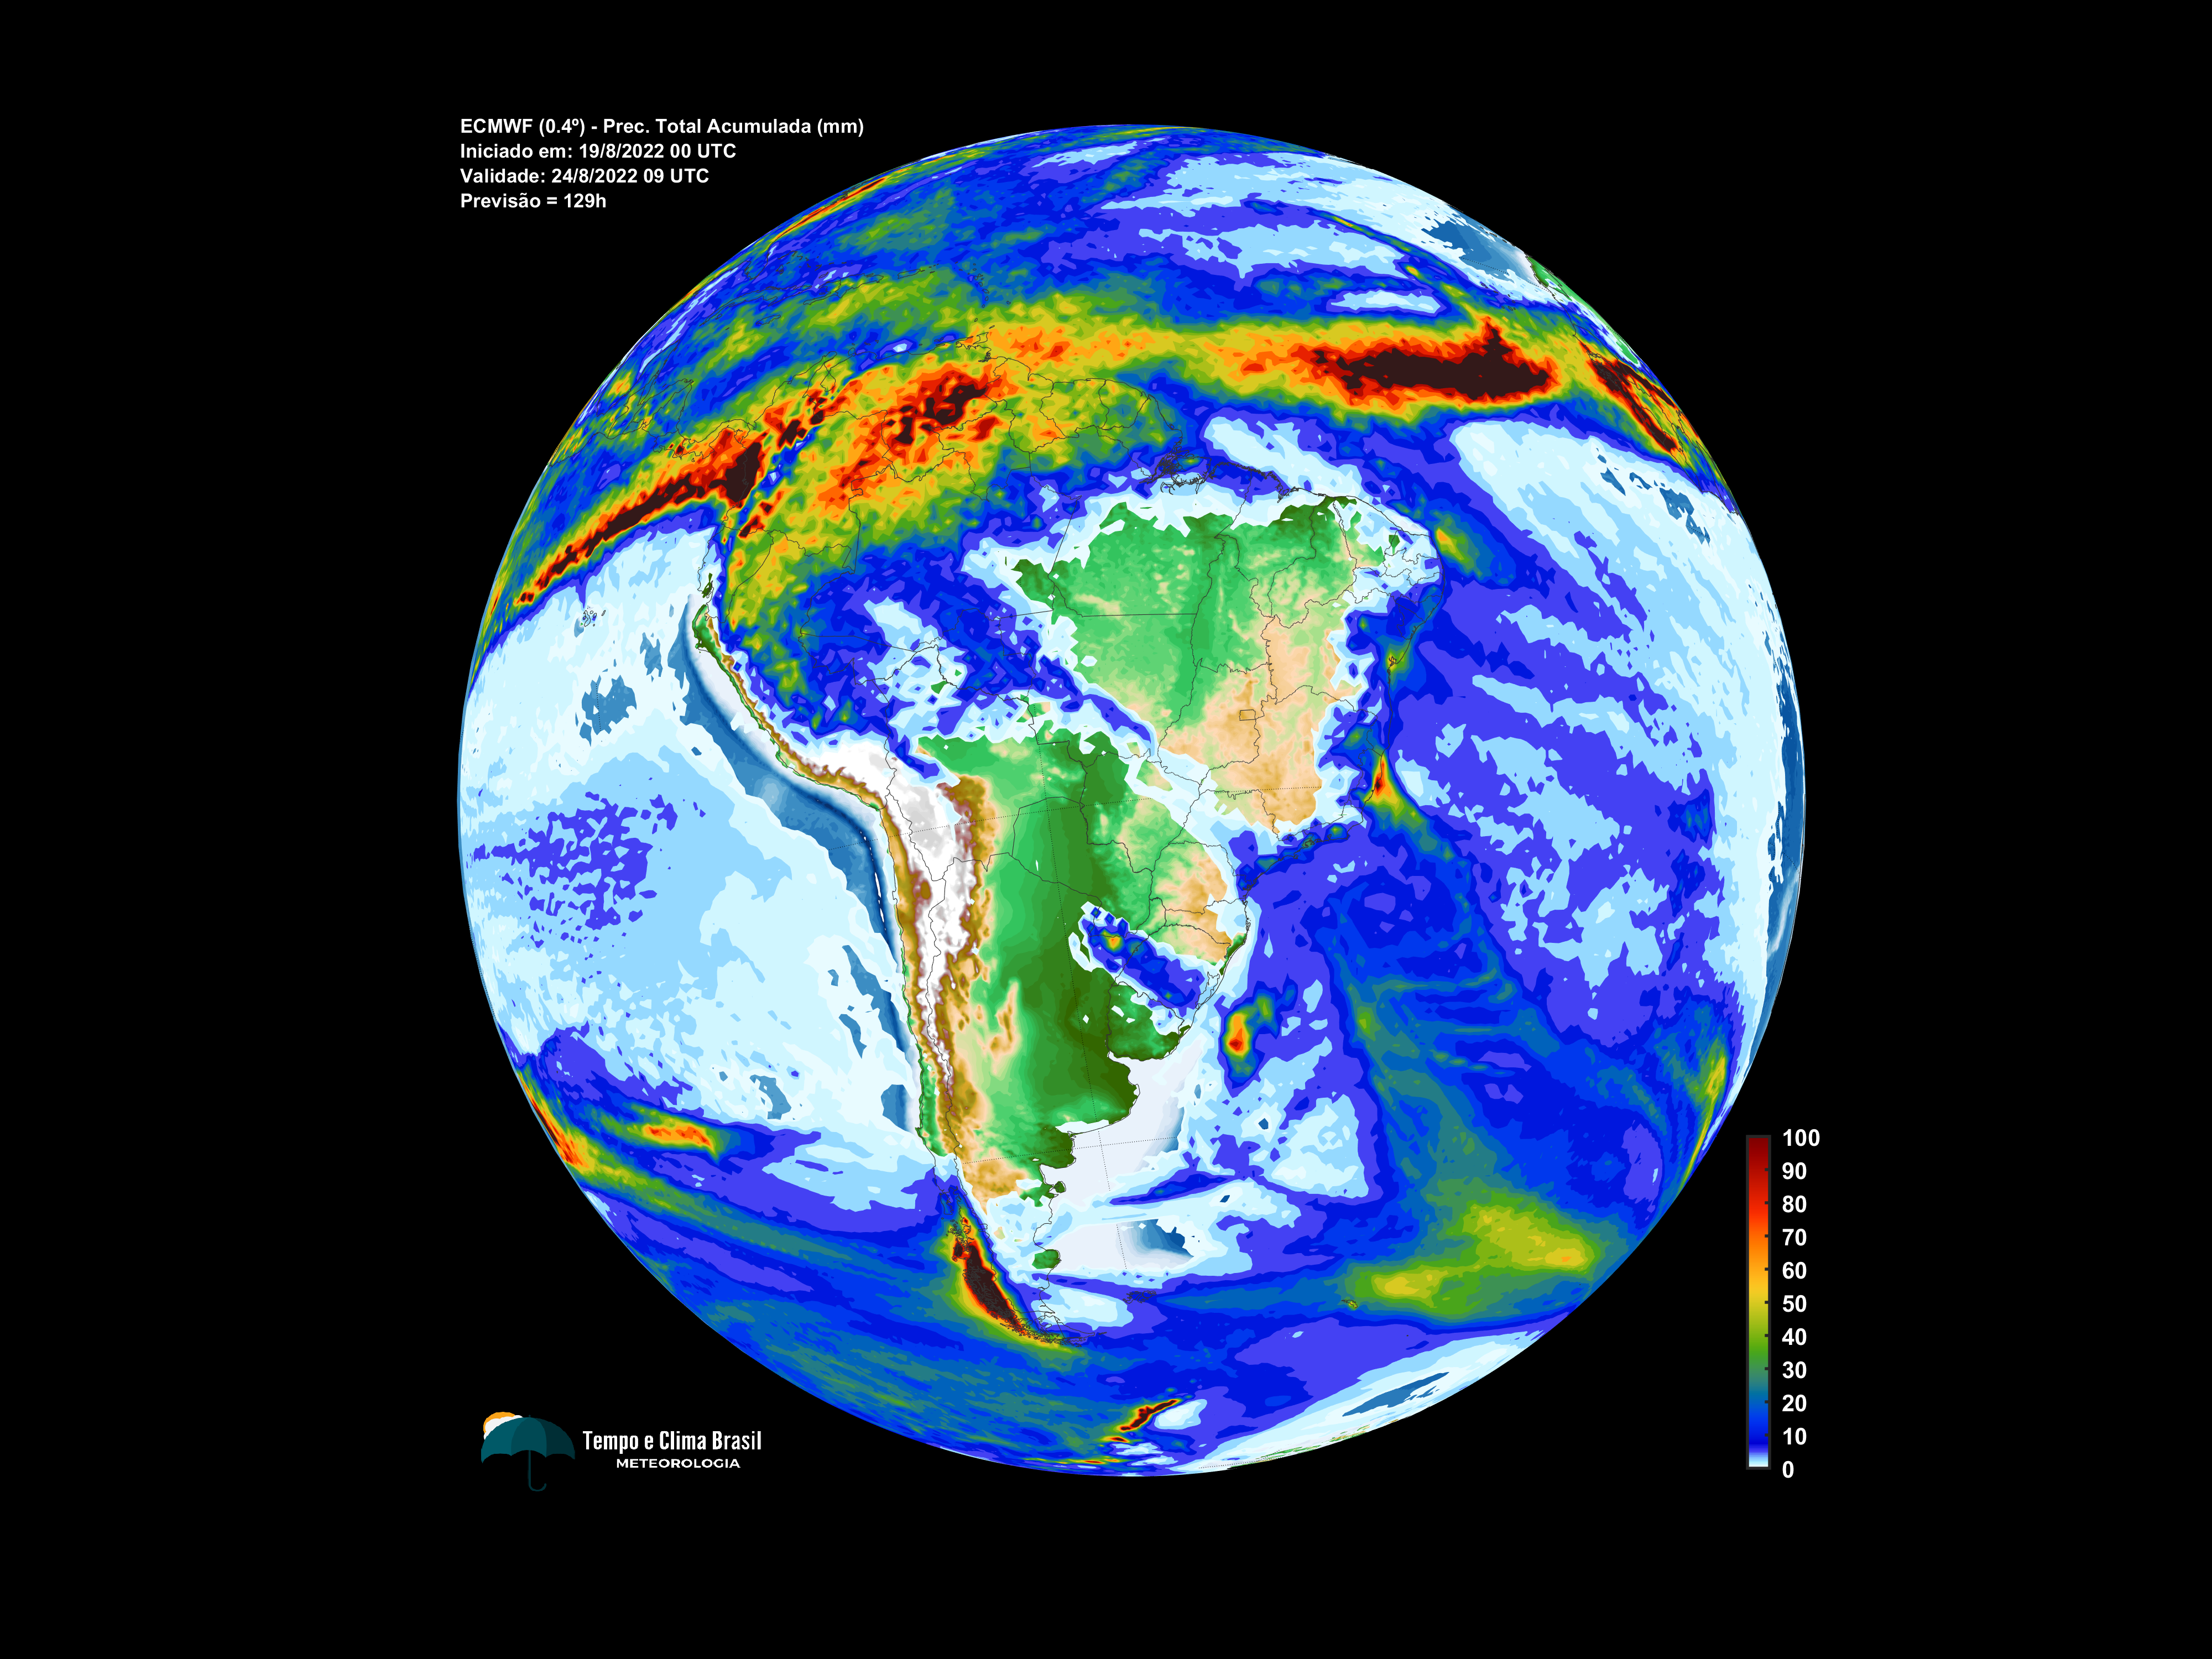 ECMWF (0.4º) - Prec. Total Acumulada (mm)
Iniciado em: 19/8/2022 00 UTC
Validade: 24/8/2022 09 UTC
Previsão = 129h
100
90
80
70
60
50
40
30
20
10
0
Tempo e Clima Brasil
METEOROLOGIA